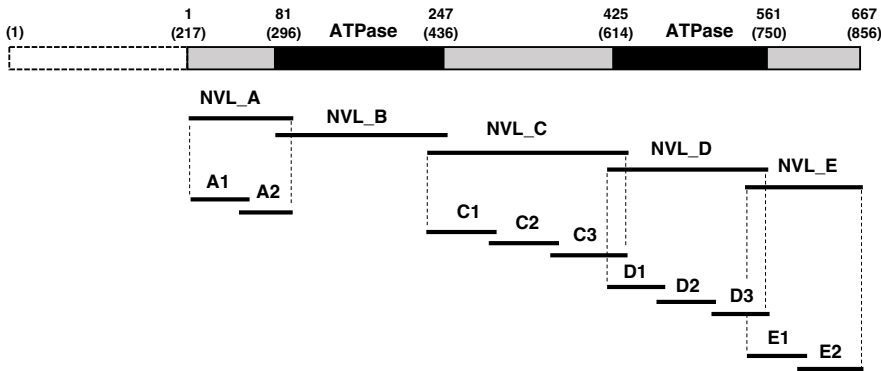 1 81 247 425 561 667
(1) (217) (296) ATPase (436) (614) ATPase (750) (856)
NVL_A
NVL_B
NVL_C
NVL_D
NVL_E
A1
A2
C1
C2
C3
D1
D2
D3
E1
E2